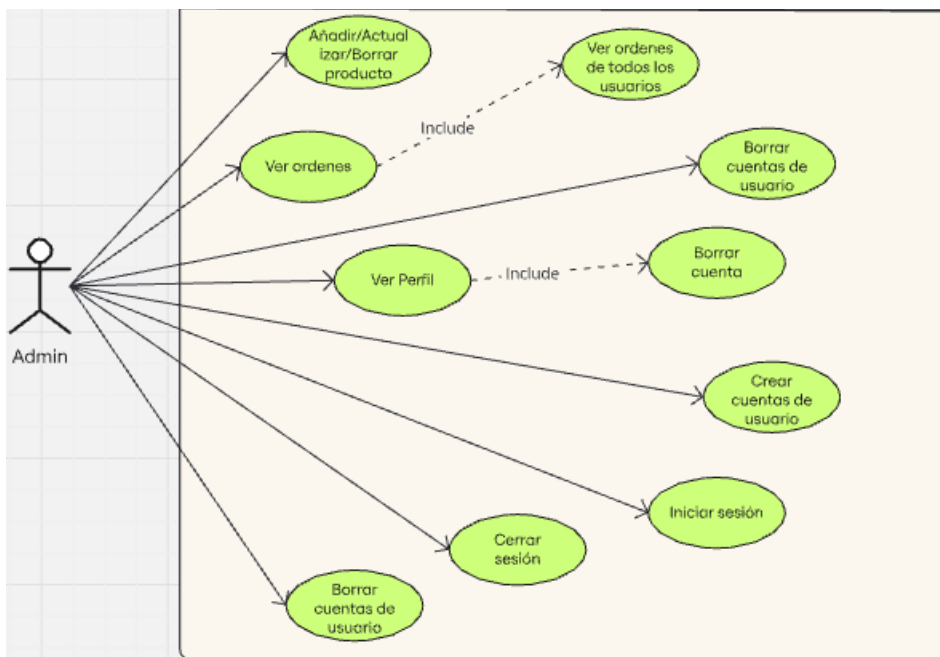 Añadir/Actual
izar/Borrar
producto
Ver ordenes
de todos los
usuarios
Include
Ver ordenes
Borrar
cuentas de
usuario
Ver Perfil
Include
Borrar
cuenta
Admin
Crear
cuentas de
usuario
Iniciar sesión
Cerrar
sesión
Borrar
cuentas de
usuario